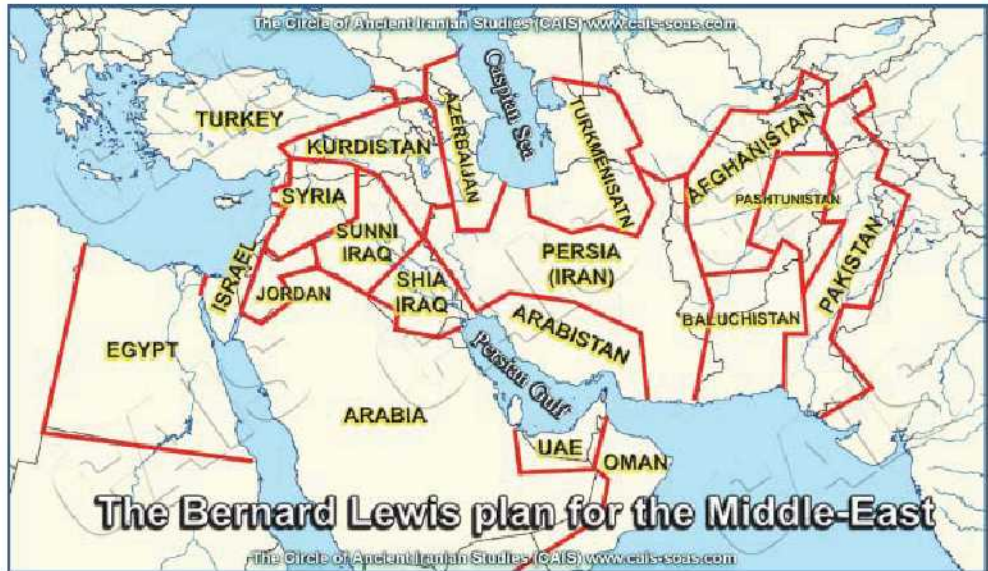 The Circle of Ancient Iranian Studies (CAIS) www.cais-soas.com
Caspian Sea
TURKEY
KURDISTAN
AZERBAIJAN
TURKMENISATN
AFGHANISTAN
PASHTUNISTAN
SYRIA
SUNNI
IRAQ
PERSIA
(IRAN)
PAKISTAN
ISRAEL
JORDAN
SHIA
IRAQ
ARABISTAN
BALUCHISTAN
EGYPT
Persian Gulf
ARABIA
UAE
OMAN
The Bernard Lewis plan for the Middle-East
The Circle of Ancient Iranian Studies (CAIS) www.cais-soas.com